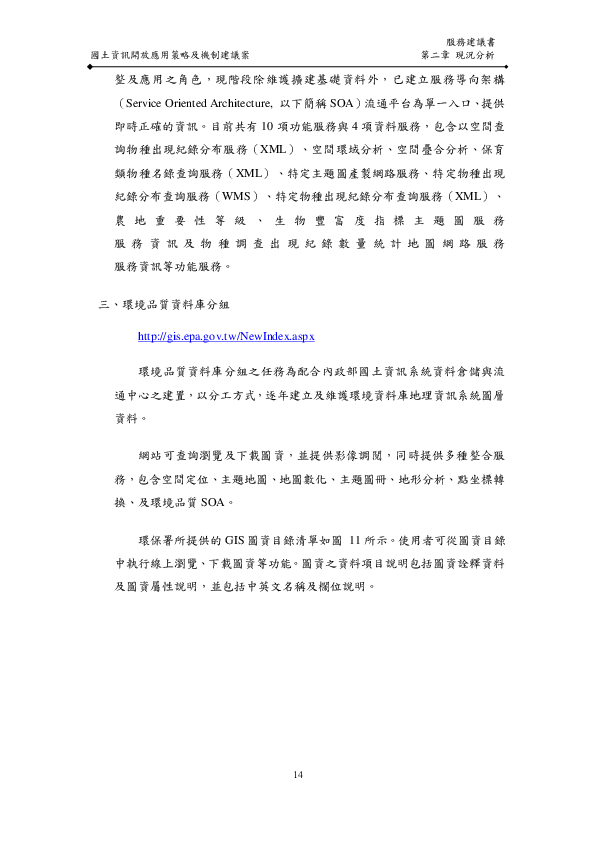 服務建議書
國土資訊開放應用策略及機制建議案 第二章 現況分析
整及應用之角色，現階段除維護擴建基礎資料外，已建立服務導向架構
（Service Oriented Architecture, 以下簡稱 SOA）流通平台為單一入口、提供
即時正確的資訊。目前共有 10 項功能服務與 4 項資料服務，包含以空間查
詢物種出現紀錄分布服務（XML）、空間環域分析、空間疊合分析、保育
類物種名錄查詢服務（XML）、特定主題圖產製網路服務、特定物種出現
紀錄分布查詢服務（WMS）、特定物種出現紀錄分布查詢服務（XML）、
農地重要性等級、生物豐富度指標主題圖服務
服務資訊及物種調查出現紀錄數量統計地圖網路服務
服務資訊等功能服務。
三、環境品質資料庫分組
http://gis.epa.gov.tw/NewIndex.aspx
環境品質資料庫分組之任務為配合內政部國土資訊系統資料倉儲與流
通中心之建置，以分工方式，逐年建立及維護環境資料庫地理資訊系統圖層
資料。
網站可查詢瀏覽及下載圖資，並提供影像調閱，同時提供多種整合服
務，包含空間定位、主題地圖、地圖數化、主題圖冊、地形分析、點坐標轉
換、及環境品質 SOA。
環保署所提供的 GIS 圖資目錄清單如圖 11 所示。使用者可從圖資目錄
中執行線上瀏覽、下載圖資等功能。圖資之資料項目說明包括圖資詮釋資料
及圖資屬性說明，並包括中英文名稱及欄位說明。
14